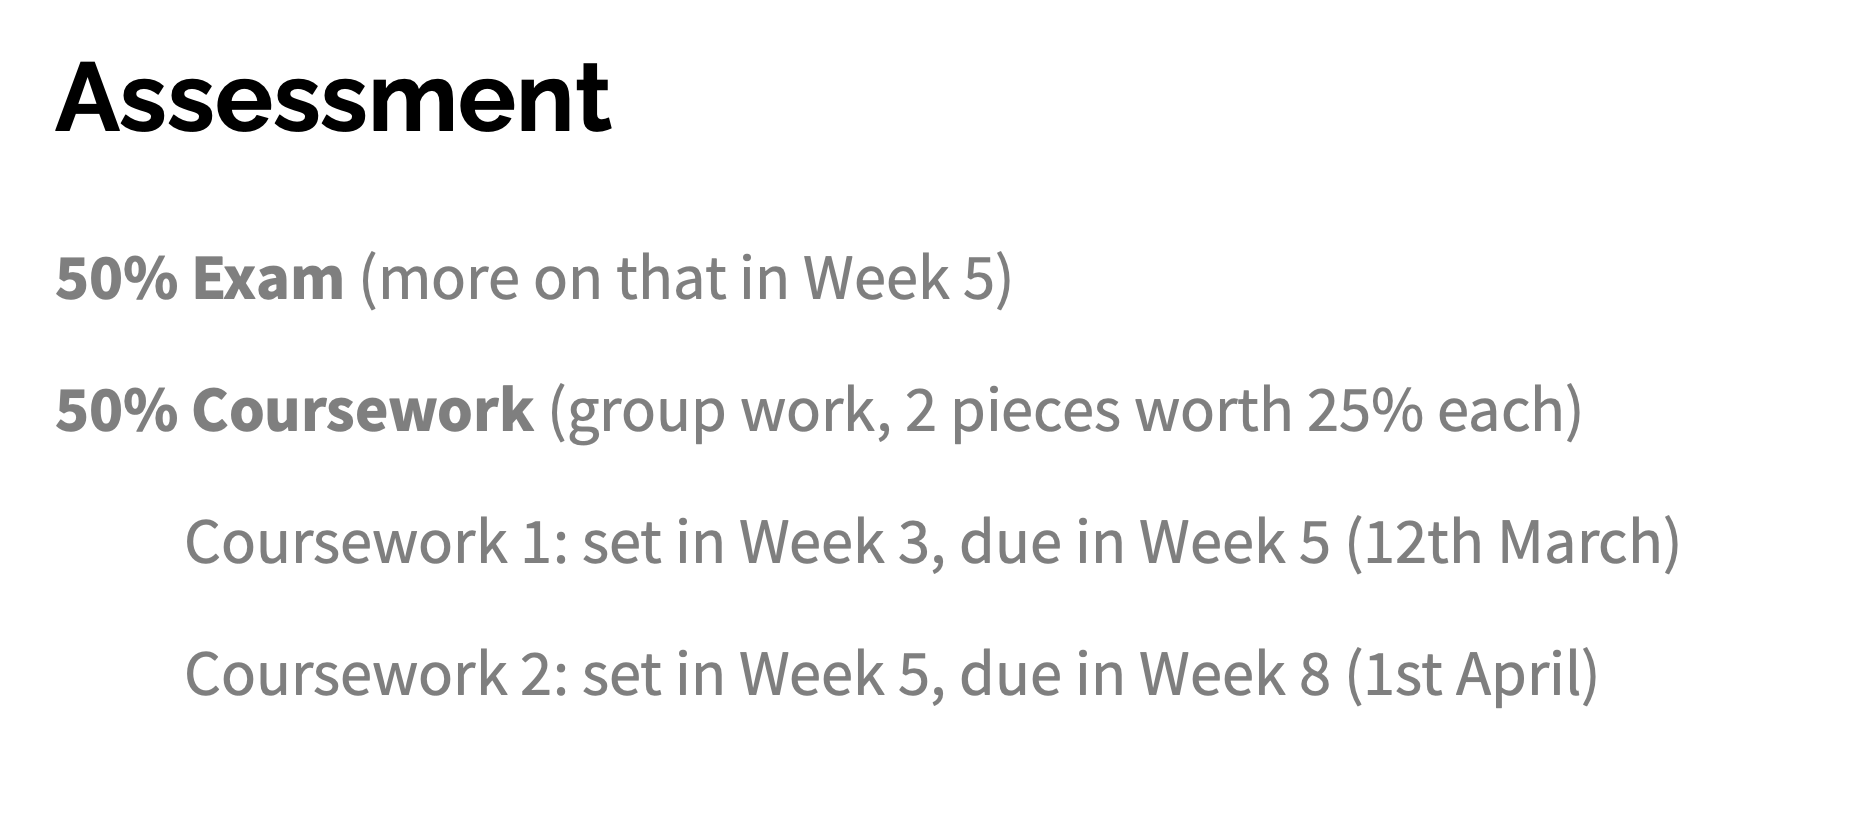 Assessment
50% Exam (more on that in Week 5)
50% Coursework (group work, 2 pieces worth 25% each)
Coursework 1: set in Week 3, due in Week 5 (12th March)
Coursework 2: set in Week 5, due in Week 8 (1st April)